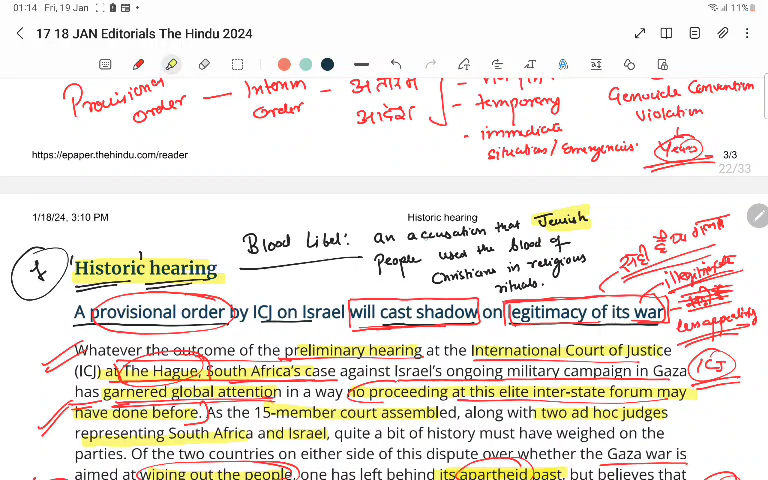 01:14 Fri, 19 Jan
11%
17 18 JAN Editorials The Hindu 2024
Provisional order — Interim order — अन्तरिम आदेश
temporary
immediate situations/emergencies.
Genocide Convention Violation
Years
https://epaper.thehindu.com/reader
3/3
22/33
1/18/24, 3:10 PM
Historic hearing
Blood Libel: an accusation that Jewish
People used the blood of
Christians in religious
rituals.
सही है या गलत
illegitimate
'Historic' hearing
A provisional order by ICJ on Israel will cast shadow on legitimacy of its war
ICJ
Whatever the outcome of the preliminary hearing at the International Court of Justice
(ICJ) at The Hague, South Africa's case against Israel's ongoing military campaign in Gaza
has garnered global attention in a way no proceeding at this elite inter-state forum may
have done before. As the 15-member court assembled, along with two ad hoc judges
representing South Africa and Israel, quite a bit of history must have weighed on the
parties. Of the two countries on either side of this dispute over whether the Gaza war is
aimed at wiping out the people, one has left behind its apartheid past, but believes that